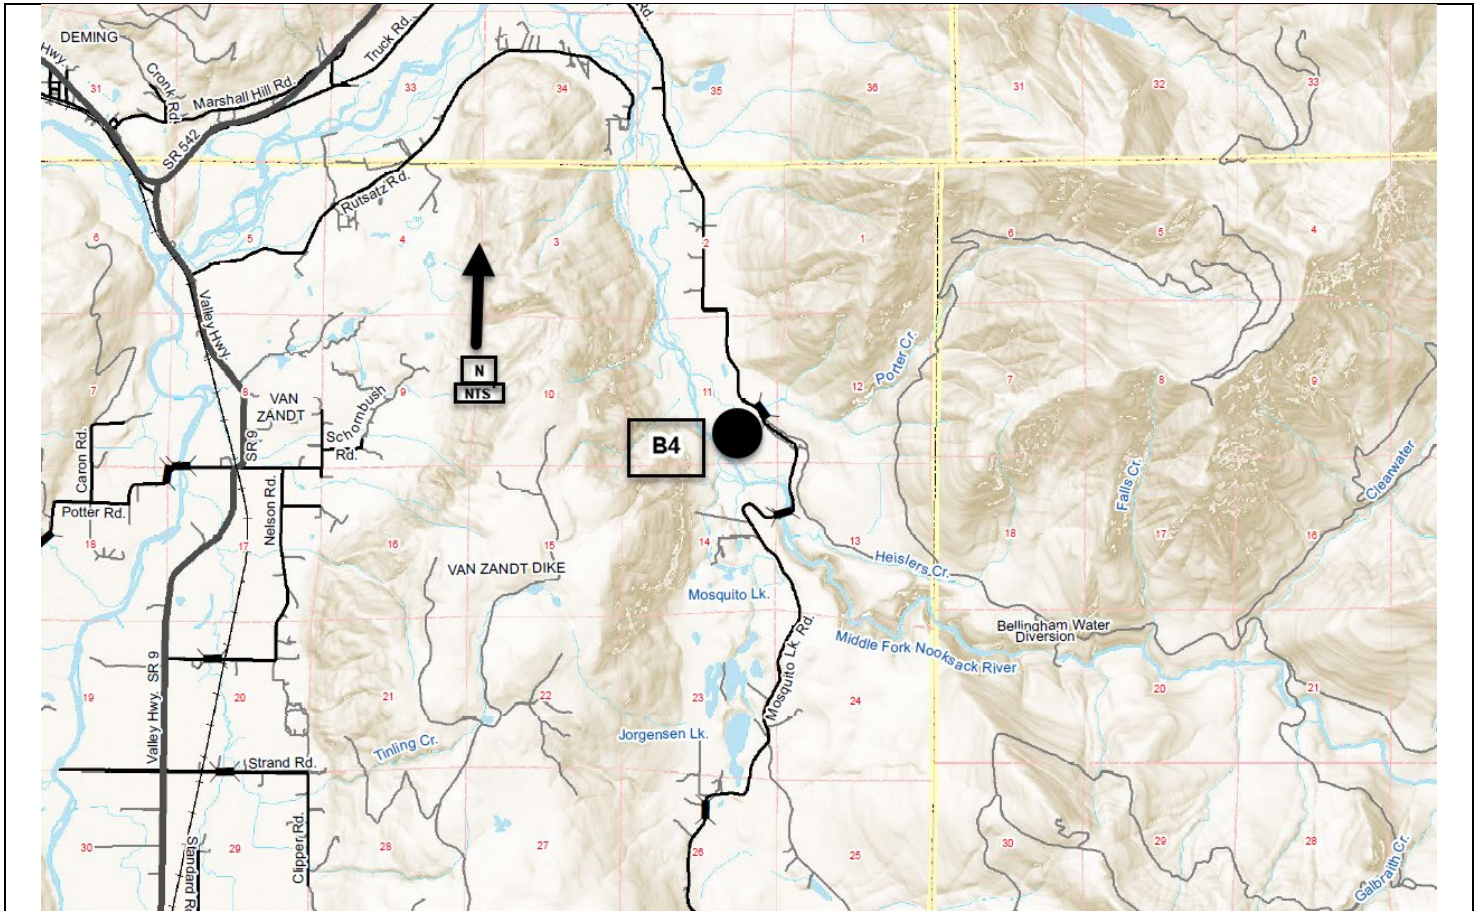 DEMING
Hwy.
Cronk Rd.
Marshall Hill Rd.
Truck Rd.
Rd.
31
33
34
35
36
31
32
33
SR 542
Rutsatz Rd.
6
5
4
3
2
1
6
5
4
Valley Hwy.
N
NTS
7
8
9
10
11
12
Porter Cr.
7
8
9
VAN
ZANDT
Schornbush
Rd.
SR 9
Caron Rd.
B4
Potter Rd.
Nelson Rd.
Falls Cr.
Clearwater
18
17
16
15
14
13
18
17
16
VAN ZANDT DIKE
Heislers Cr.
Mosquito Lk.
Bellingham Water
Diversion
Middle Fork Nooksack River
Mosquito Lk. Rd.
Valley Hwy. SR 9
19
20
21
22
23
24
20
21
Tinling Cr.
Jorgensen Lk.
Strand Rd.
Clipper Rd.
Standard Rd
30
29
28
27
26
25
30
29
28
Galbraith Cr.